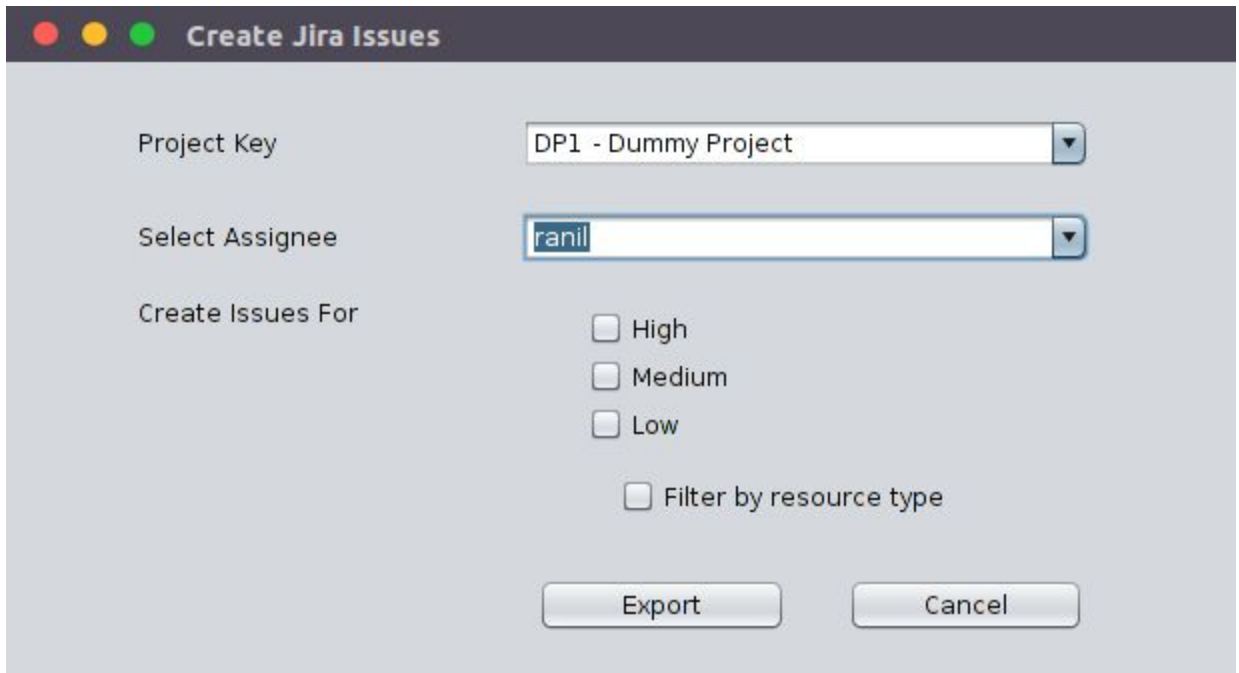 Create Jira Issues
Project Key DP1 - Dummy Project
Select Assignee ranil
Create Issues For
High
Medium
Low
Filter by resource type
Export Cancel